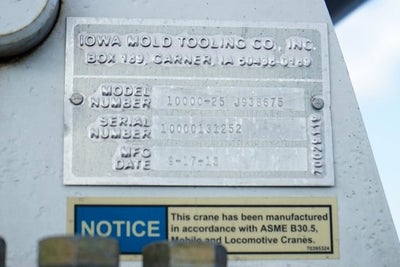 IOWA MOLD TOOLING CO., INC.
BOX 189, GARNER, IA 50438-0189
MODEL
NUMBER 10000-25 J938675
SERIAL
NUMBER 10000131252
MFG
DATE 9-17-13
70029119
NOTICE
This crane has been manufactured
in accordance with ASME B30.5,
Mobile and Locomotive Cranes.
70395324